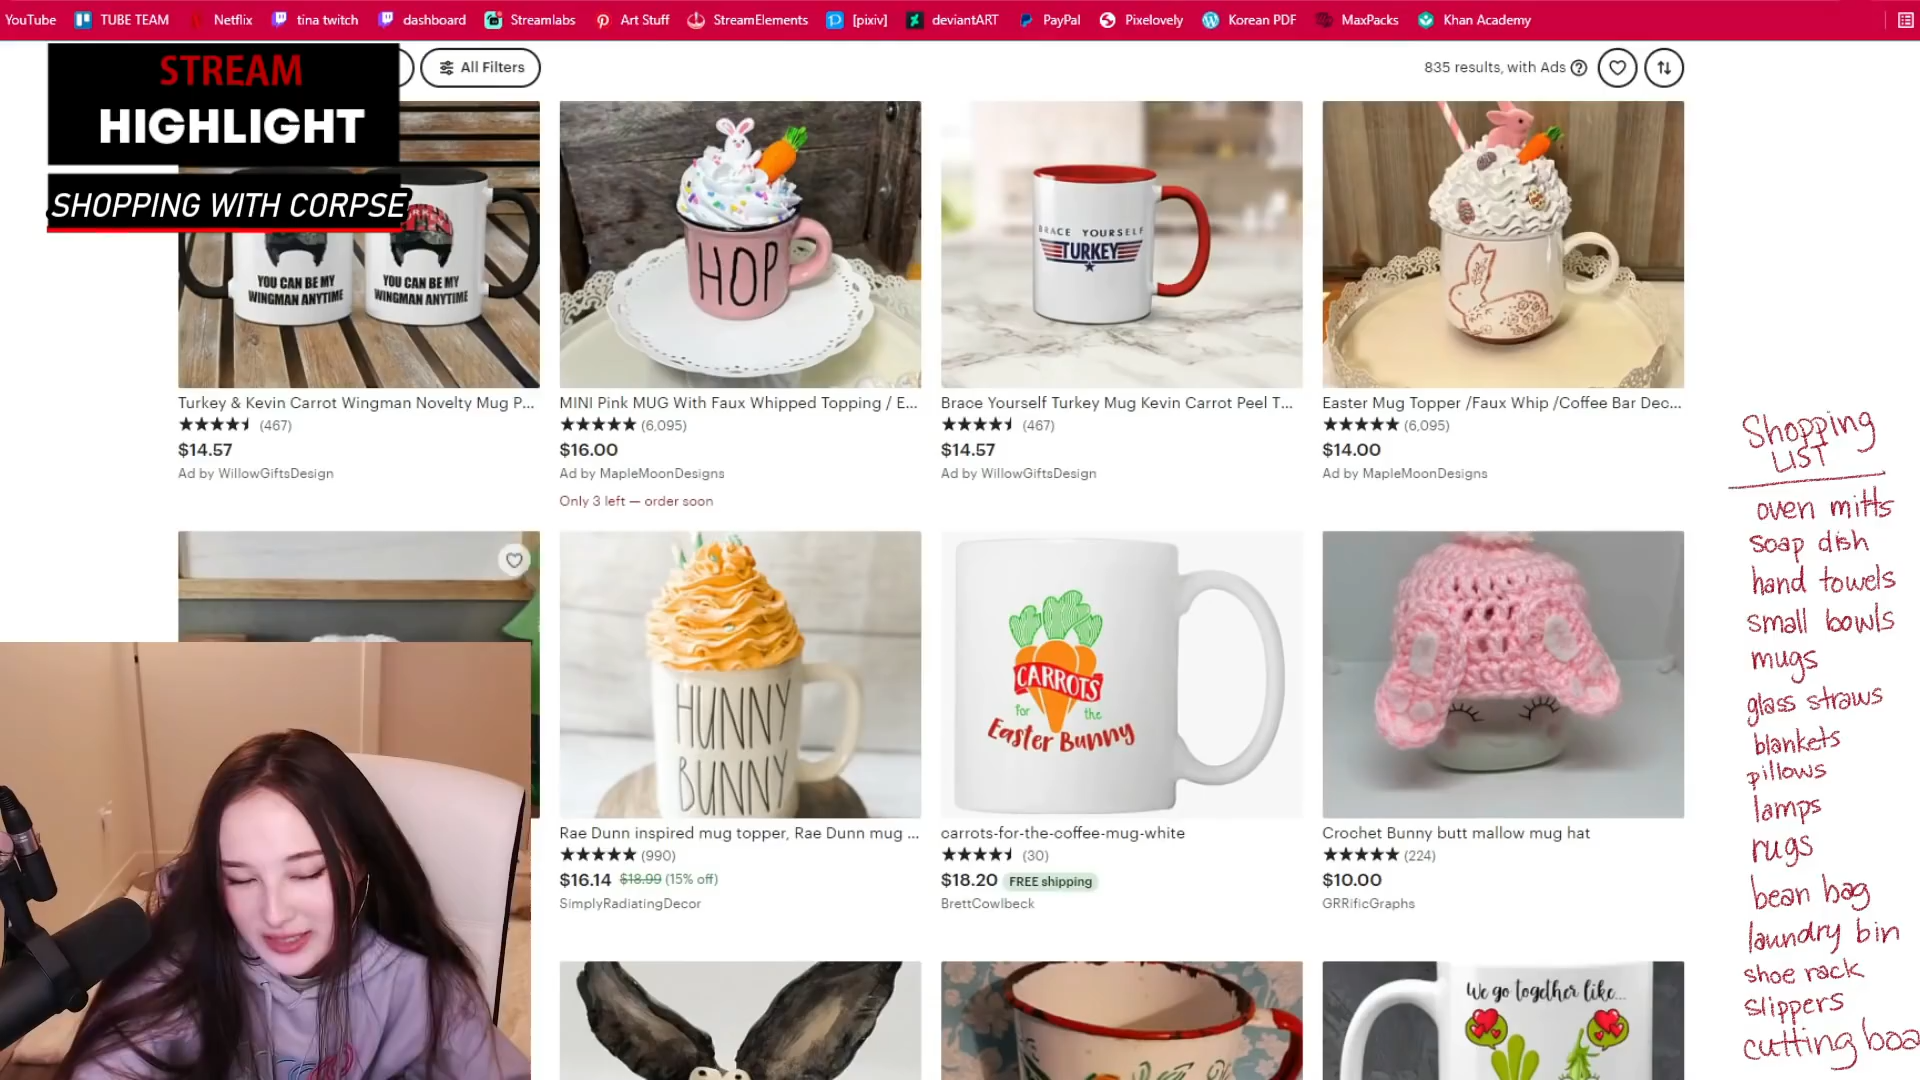 YouTube TUBE TEAM Netflix tina twitch dashboard Streamlabs Art Stuff StreamElements [pixiv] deviantART PayPal Pixelovely Korean PDF MaxPacks Khan Academy
STREAM
HIGHLIGHT
SHOPPING WITH CORPSE
All Filters
835 results, with Ads
YOU CAN BE MY
WINGMAN ANYTIME
YOU CAN BE MY
WINGMAN ANYTIME
HOP
BRACE YOURSELF
TURKEY
Turkey & Kevin Carrot Wingman Novelty Mug P...
(467)
$14.57
Ad by WillowGiftsDesign
MINI Pink MUG With Faux Whipped Topping / E...
(6,095)
$16.00
Ad by MapleMoonDesigns
Only 3 left — order soon
Brace Yourself Turkey Mug Kevin Carrot Peel T...
(467)
$14.57
Ad by WillowGiftsDesign
Easter Mug Topper /Faux Whip /Coffee Bar Dec...
(6,095)
$14.00
Ad by MapleMoonDesigns
HUNNY
BUNNY
CARROTS
for the
Easter Bunny
Rae Dunn inspired mug topper, Rae Dunn mug ...
(990)
$16.14 $18.99 (15% off)
SimplyRadiatingDecor
carrots-for-the-coffee-mug-white
(30)
$18.20 FREE shipping
BrettCowlbeck
Crochet Bunny butt mallow mug hat
(224)
$10.00
GRRificGraphs
We go together like...
Shopping
LIST
oven mitts
soap dish
hand towels
small bowls
mugs
glass straws
blankets
pillows
lamps
rugs
bean bag
laundry bin
shoe rack
slippers
cutting boa